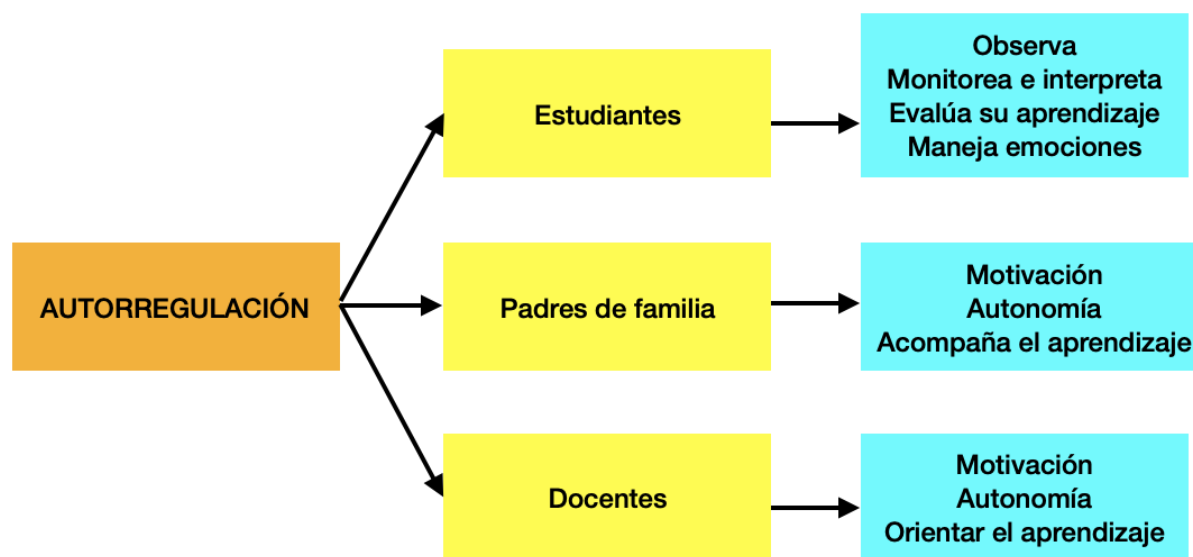 AUTORREGULACIÓN
Estudiantes
Observa
Monitorea e interpreta
Evalúa su aprendizaje
Maneja emociones
Padres de familia
Motivación
Autonomía
Acompaña el aprendizaje
Docentes
Motivación
Autonomía
Orientar el aprendizaje